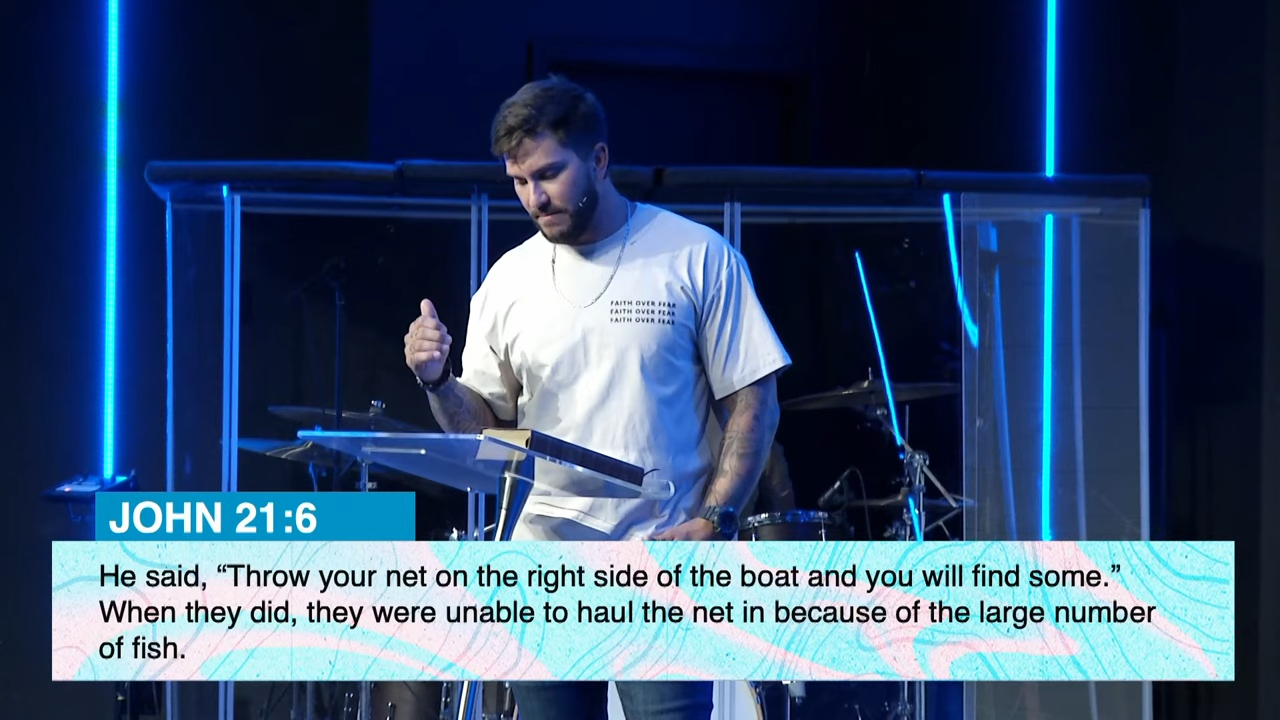 FAITH OVER FEAR
FAITH OVER FEAR
FAITH OVER FEAR
JOHN 21:6
He said, “Throw your net on the right side of the boat and you will find some.”
When they did, they were unable to haul the net in because of the large number
of fish.